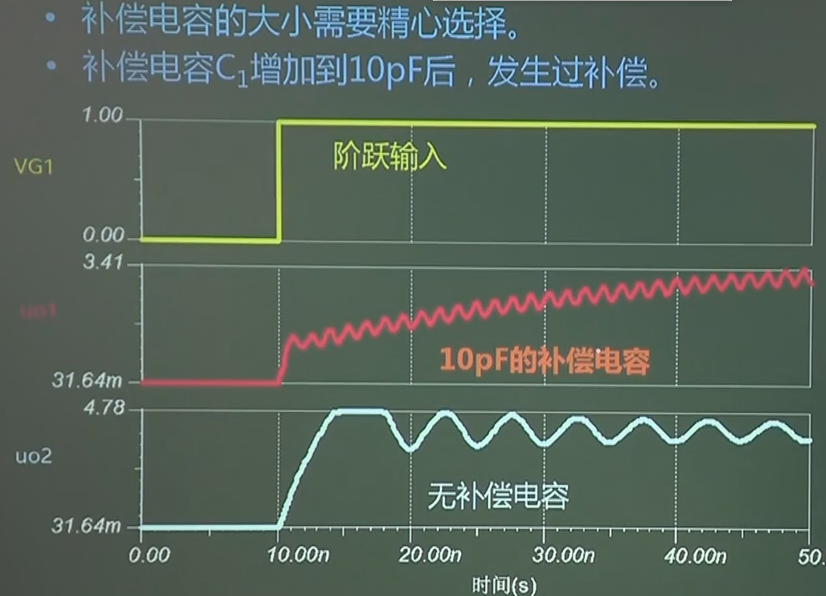 • 补偿电容的大小需要精心选择。
• 补偿电容C₁增加到10pF后，发生过补偿。
1.00
VG1
阶跃输入
0.00
3.41
uo1
10pF的补偿电容
31.64m
4.78
uo2
无补偿电容
31.64m
0.00 10.00n 20.00n 30.00n 40.00n 50.
时间(s)